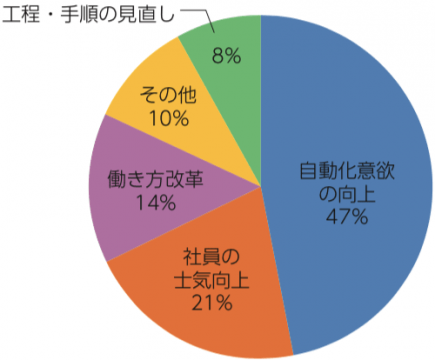 工程・手順の見直し
8%
その他
10%
働き方改革
14%
社員の
士気向上
21%
自動化意欲
の向上
47%